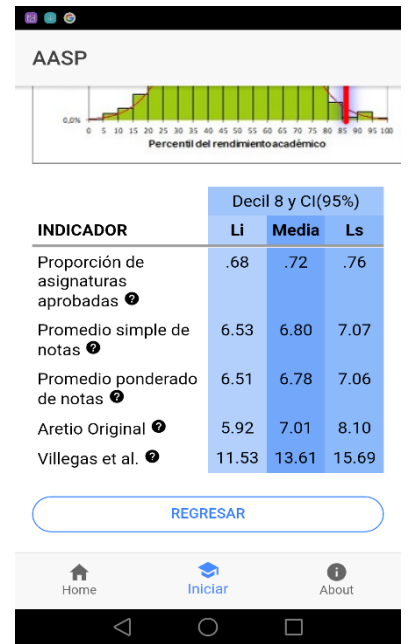 AASP
0,0%
0 5 10 15 20 25 30 35 40 45 50 55 60 65 70 75 80 85 90 95 100
Percentil del rendimiento académico
Decil 8 y CI(95%)
INDICADOR Li Media Ls
Proporción de .68 .72 .76
asignaturas
aprobadas ?
Promedio simple de 6.53 6.80 7.07
notas ?
Promedio ponderado 6.51 6.78 7.06
de notas ?
Aretio Original ? 5.92 7.01 8.10
Villegas et al. ? 11.53 13.61 15.69
REGRESAR
Home Iniciar About